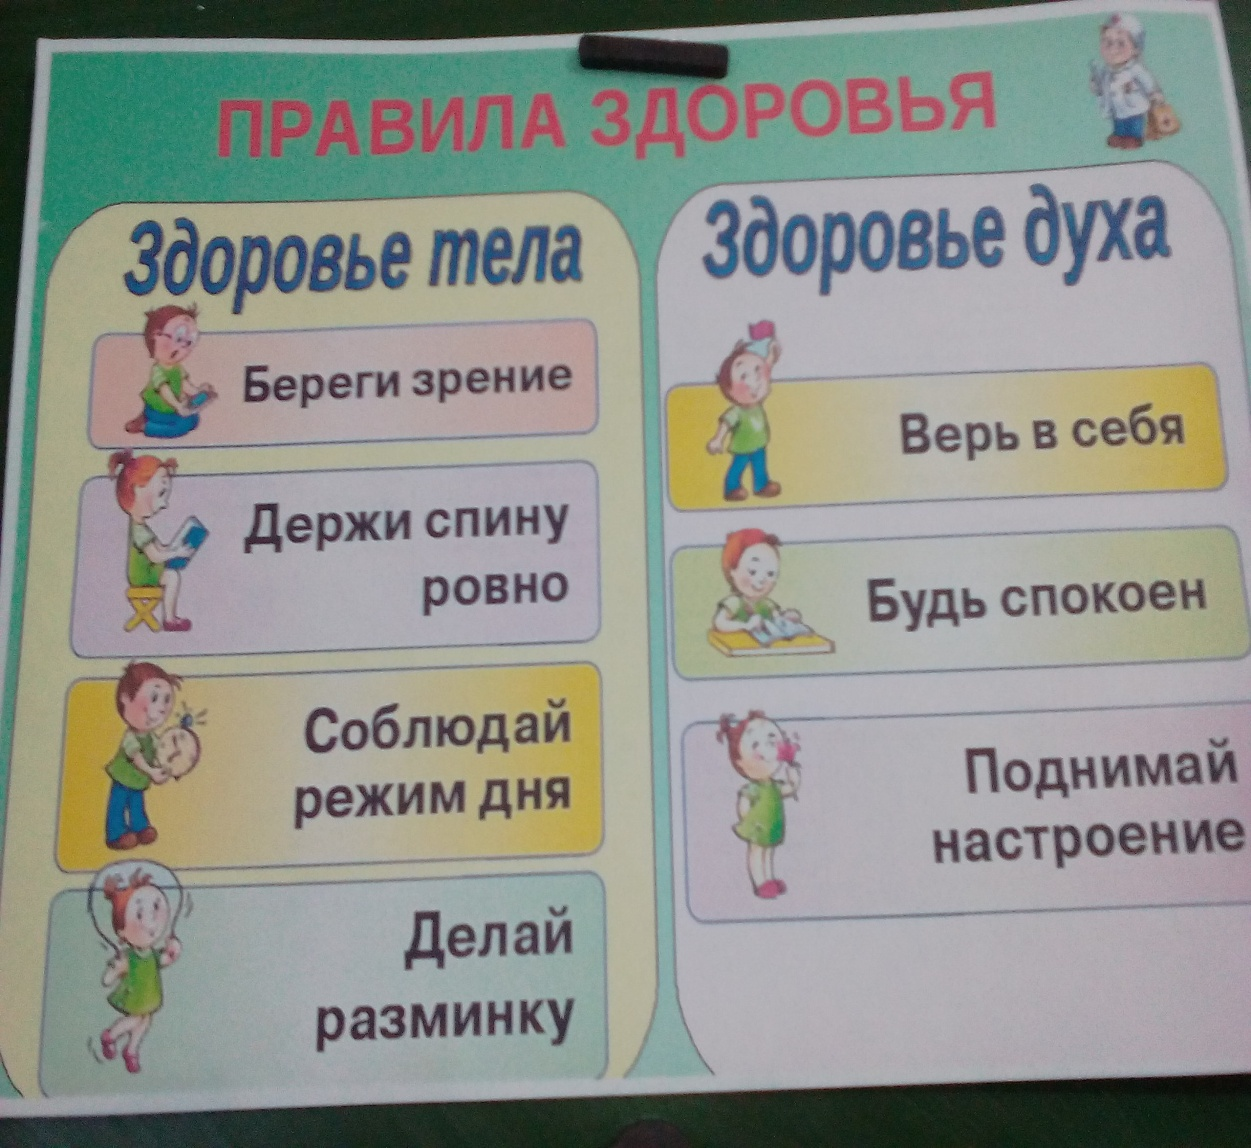 ПРАВИЛА ЗДОРОВЬЯ
Здоровье тела
Береги зрение
Держи спину
ровно
Соблюдай
режим дня
Делай
разминку
Здоровье духа
Верь в себя
Будь спокоен
Поднимай
настроение